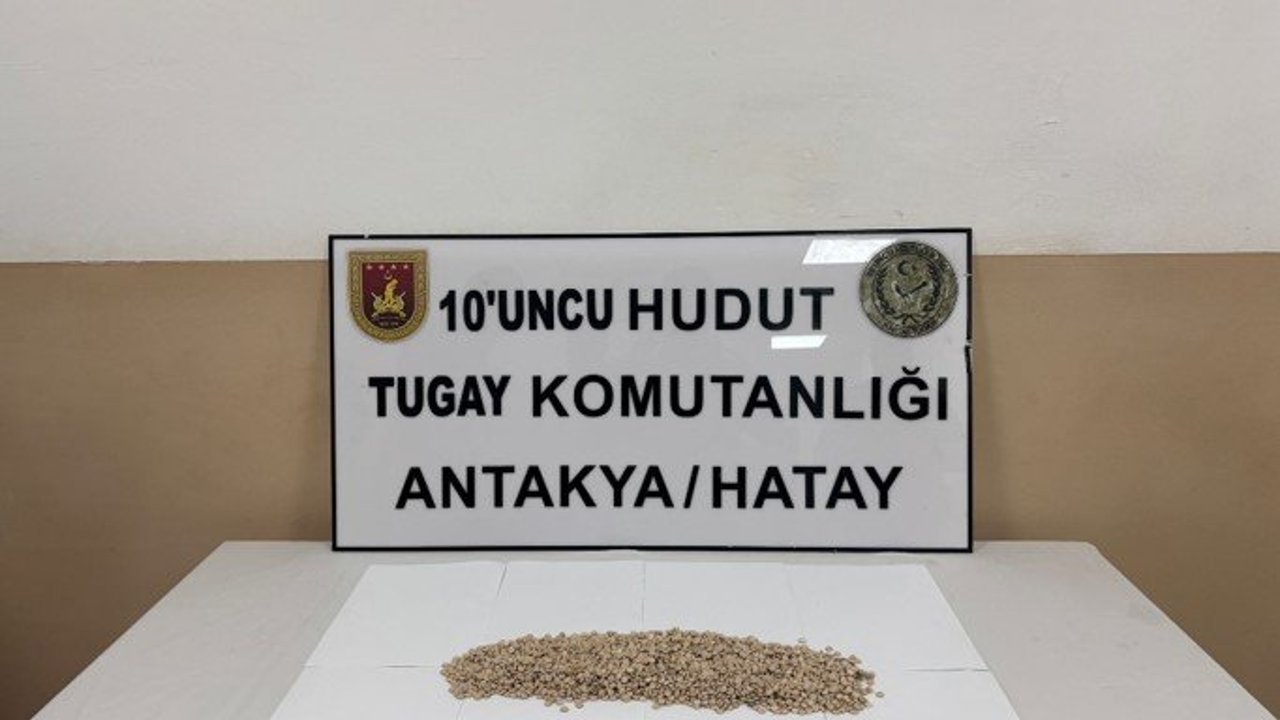 10'UNCU HUDUT
TUGAY KOMUTANLIĞI
ANTAKYA/HATAY